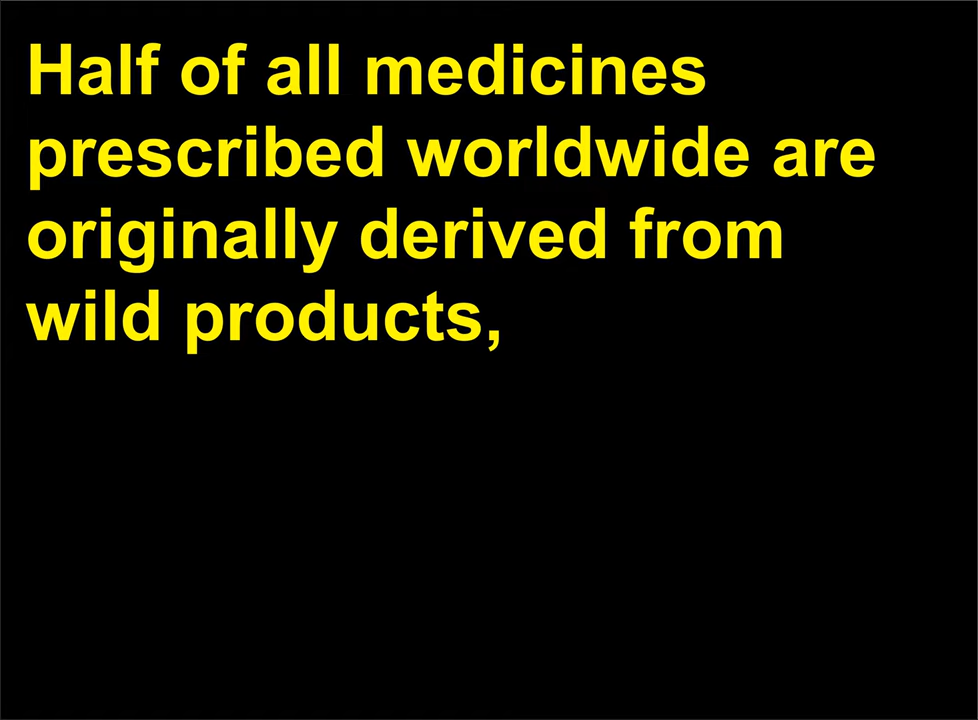 Half of all medicines
prescribed worldwide are
originally derived from
wild products,